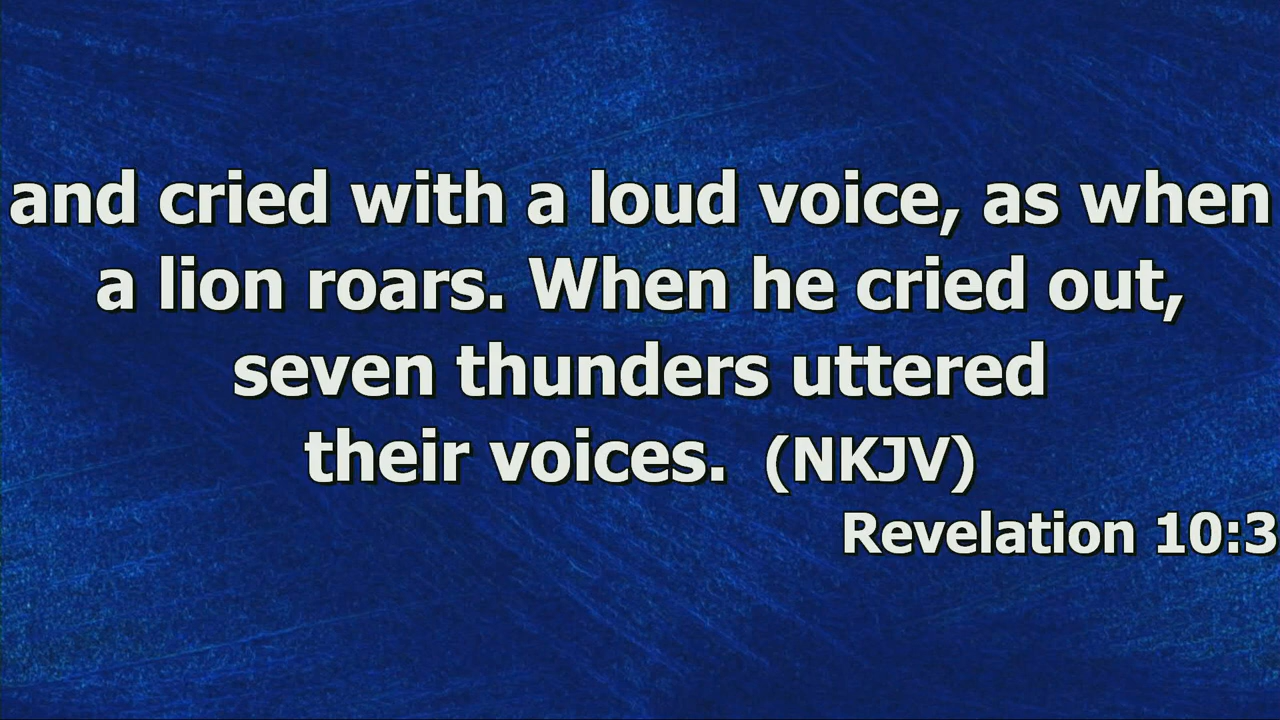 and cried with a loud voice, as when
a lion roars. When he cried out,
seven thunders uttered
their voices. (NKJV)
Revelation 10:3